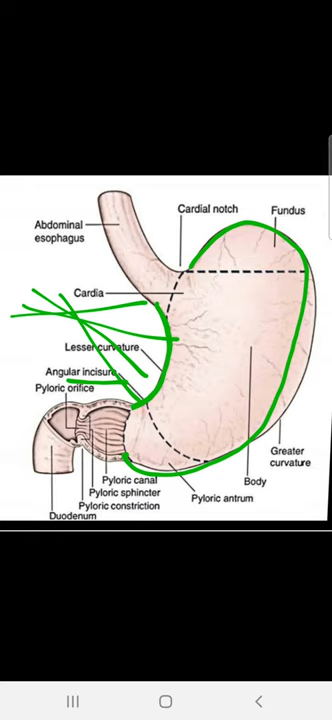 Cardial notch
Fundus
Abdominal
esophagus
Cardia
Lesser curvature
Angular incisure
Pyloric orifice
Greater
curvature
Pyloric canal
Body
Pyloric sphincter
Pyloric antrum
Pyloric constriction
Duodenum